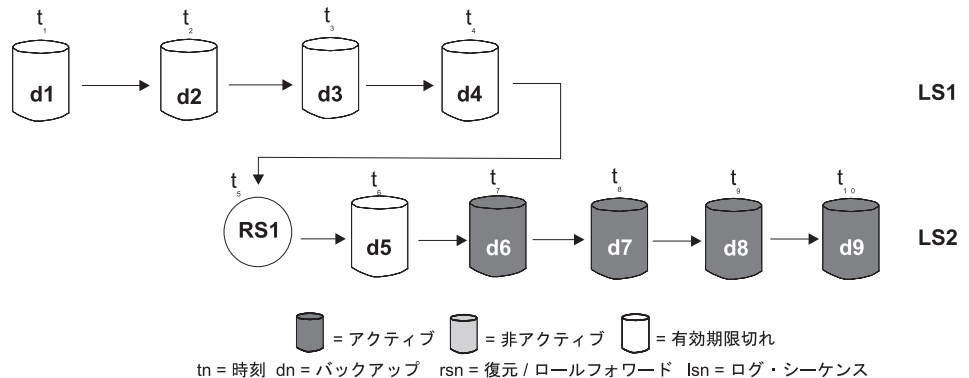 t1 t2 t3 t4
d1 d2 d3 d4 LS1
t5 t6 t7 t8 t9 t10
RS1 d5 d6 d7 d8 d9 LS2
= アクティブ = 非アクティブ = 有効期限切れ
tn = 時刻 dn = バックアップ rsn = 復元 / ロールフォワード lsn = ログ・シーケンス